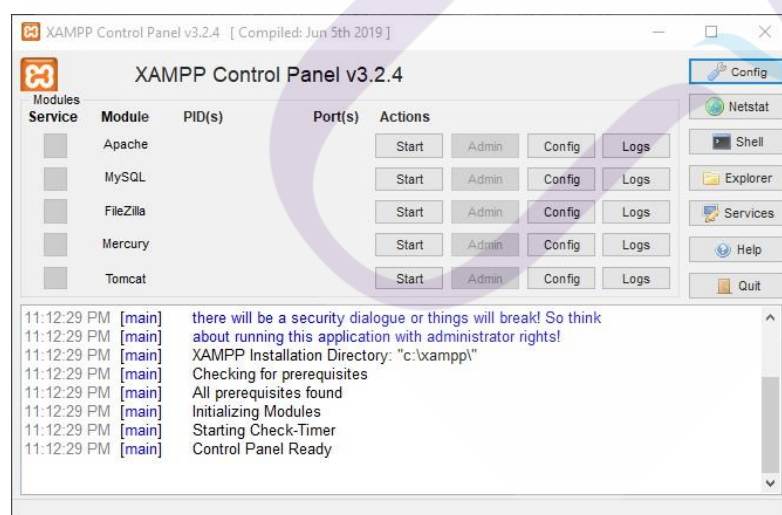 XAMPP Control Panel v3.2.4 [ Compiled: Jun 5th 2019 ]
XAMPP Control Panel v3.2.4
Config
Modules
Service Module PID(s) Port(s) Actions
Netstat
Apache Start Admin Config Logs
Shell
MySQL Start Admin Config Logs
Explorer
FileZilla Start Admin Config Logs
Services
Mercury Start Admin Config Logs
Help
Tomcat Start Admin Config Logs
Quit
11:12:29 PM [main] there will be a security dialogue or things will break! So think
11:12:29 PM [main] about running this application with administrator rights!
11:12:29 PM [main] XAMPP Installation Directory: "c:\xampp\"
11:12:29 PM [main] Checking for prerequisites
11:12:29 PM [main] All prerequisites found
11:12:29 PM [main] Initializing Modules
11:12:29 PM [main] Starting Check-Timer
11:12:29 PM [main] Control Panel Ready